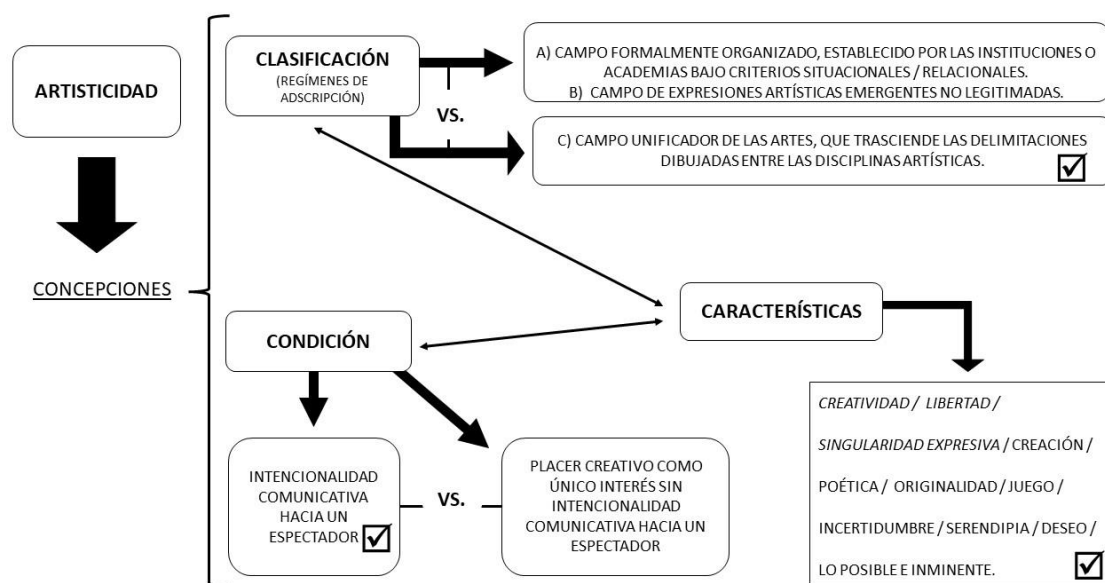 ARTISTICIDAD
CONCEPCIONES
CLASIFICACIÓN
(REGÍMENES DE
ADSCRIPCIÓN)
VS.
A) CAMPO FORMALMENTE ORGANIZADO, ESTABLECIDO POR LAS INSTITUCIONES O
ACADEMIAS BAJO CRITERIOS SITUACIONALES / RELACIONALES.
B) CAMPO DE EXPRESIONES ARTÍSTICAS EMERGENTES NO LEGITIMADAS.
C) CAMPO UNIFICADOR DE LAS ARTES, QUE TRASCIENDE LAS DELIMITACIONES
DIBUJADAS ENTRE LAS DISCIPLINAS ARTÍSTICAS.
CONDICIÓN
INTENCIONALIDAD
COMUNICATIVA
HACIA UN
ESPECTADOR
VS.
PLACER CREATIVO COMO
ÚNICO INTERÉS SIN
INTENCIONALIDAD
COMUNICATIVA HACIA UN
ESPECTADOR
CARACTERÍSTICAS
CREATIVIDAD / LIBERTAD /
SINGULARIDAD EXPRESIVA / CREACIÓN /
POÉTICA / ORIGINALIDAD / JUEGO /
INCERTIDUMBRE / SERENDIPIA / DESEO /
LO POSIBLE E INMINENTE.